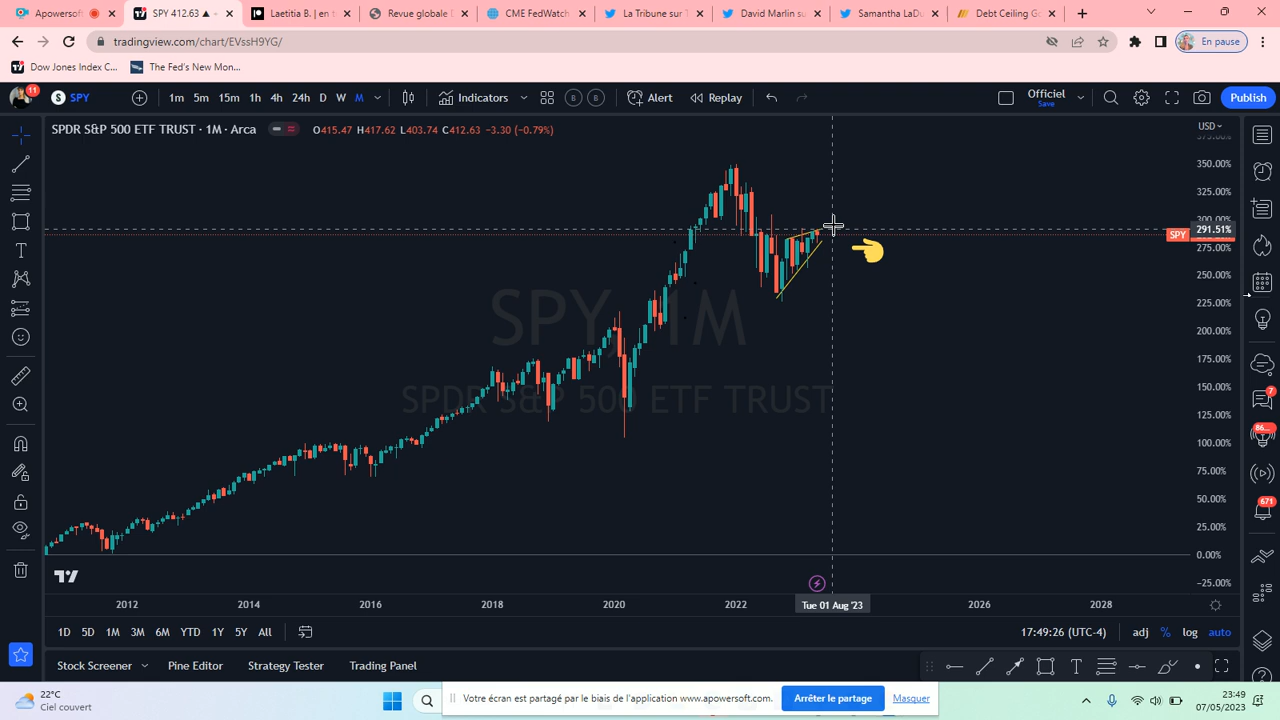 Apowersoft
SPY 412.63 ▲ +
Laetitia B. | en t
Revue globale D
CME FedWatch
La Tribune sur T
David Marlin su
Samantha LaDu
Debt Ceiling Go
tradingview.com/chart/EVssH9YG/
En pause
Dow Jones Index C...
The Fed's New Mon...
11
S
SPY
1m 5m 15m 1h 4h 24h D W M
Indicators
B B
Alert
Replay
Officiel
Save
Publish
SPDR S&P 500 ETF TRUST · 1M · Arca
O415.47 H417.62 L403.74 C412.63 −3.30 (−0.79%)
USD
375.00%
350.00%
325.00%
300.00%
291.51%
SPY
275.00%
250.00%
225.00%
200.00%
175.00%
150.00%
125.00%
100.00%
75.00%
50.00%
25.00%
0.00%
−25.00%
SPY, 1M
SPDR S&P 500 ETF TRUST
7
86...
671
2012 2014 2016 2018 2020 2022 Tue 01 Aug '23 2026 2028
1D 5D 1M 3M 6M YTD 1Y 5Y All
17:49:26 (UTC-4)
adj % log auto
Stock Screener
Pine Editor
Strategy Tester
Trading Panel
22°C
Ciel couvert
Votre écran est partagé par le biais de l'application www.apowersoft.com.
Arrêter le partage
Masquer
23:49
07/05/2023